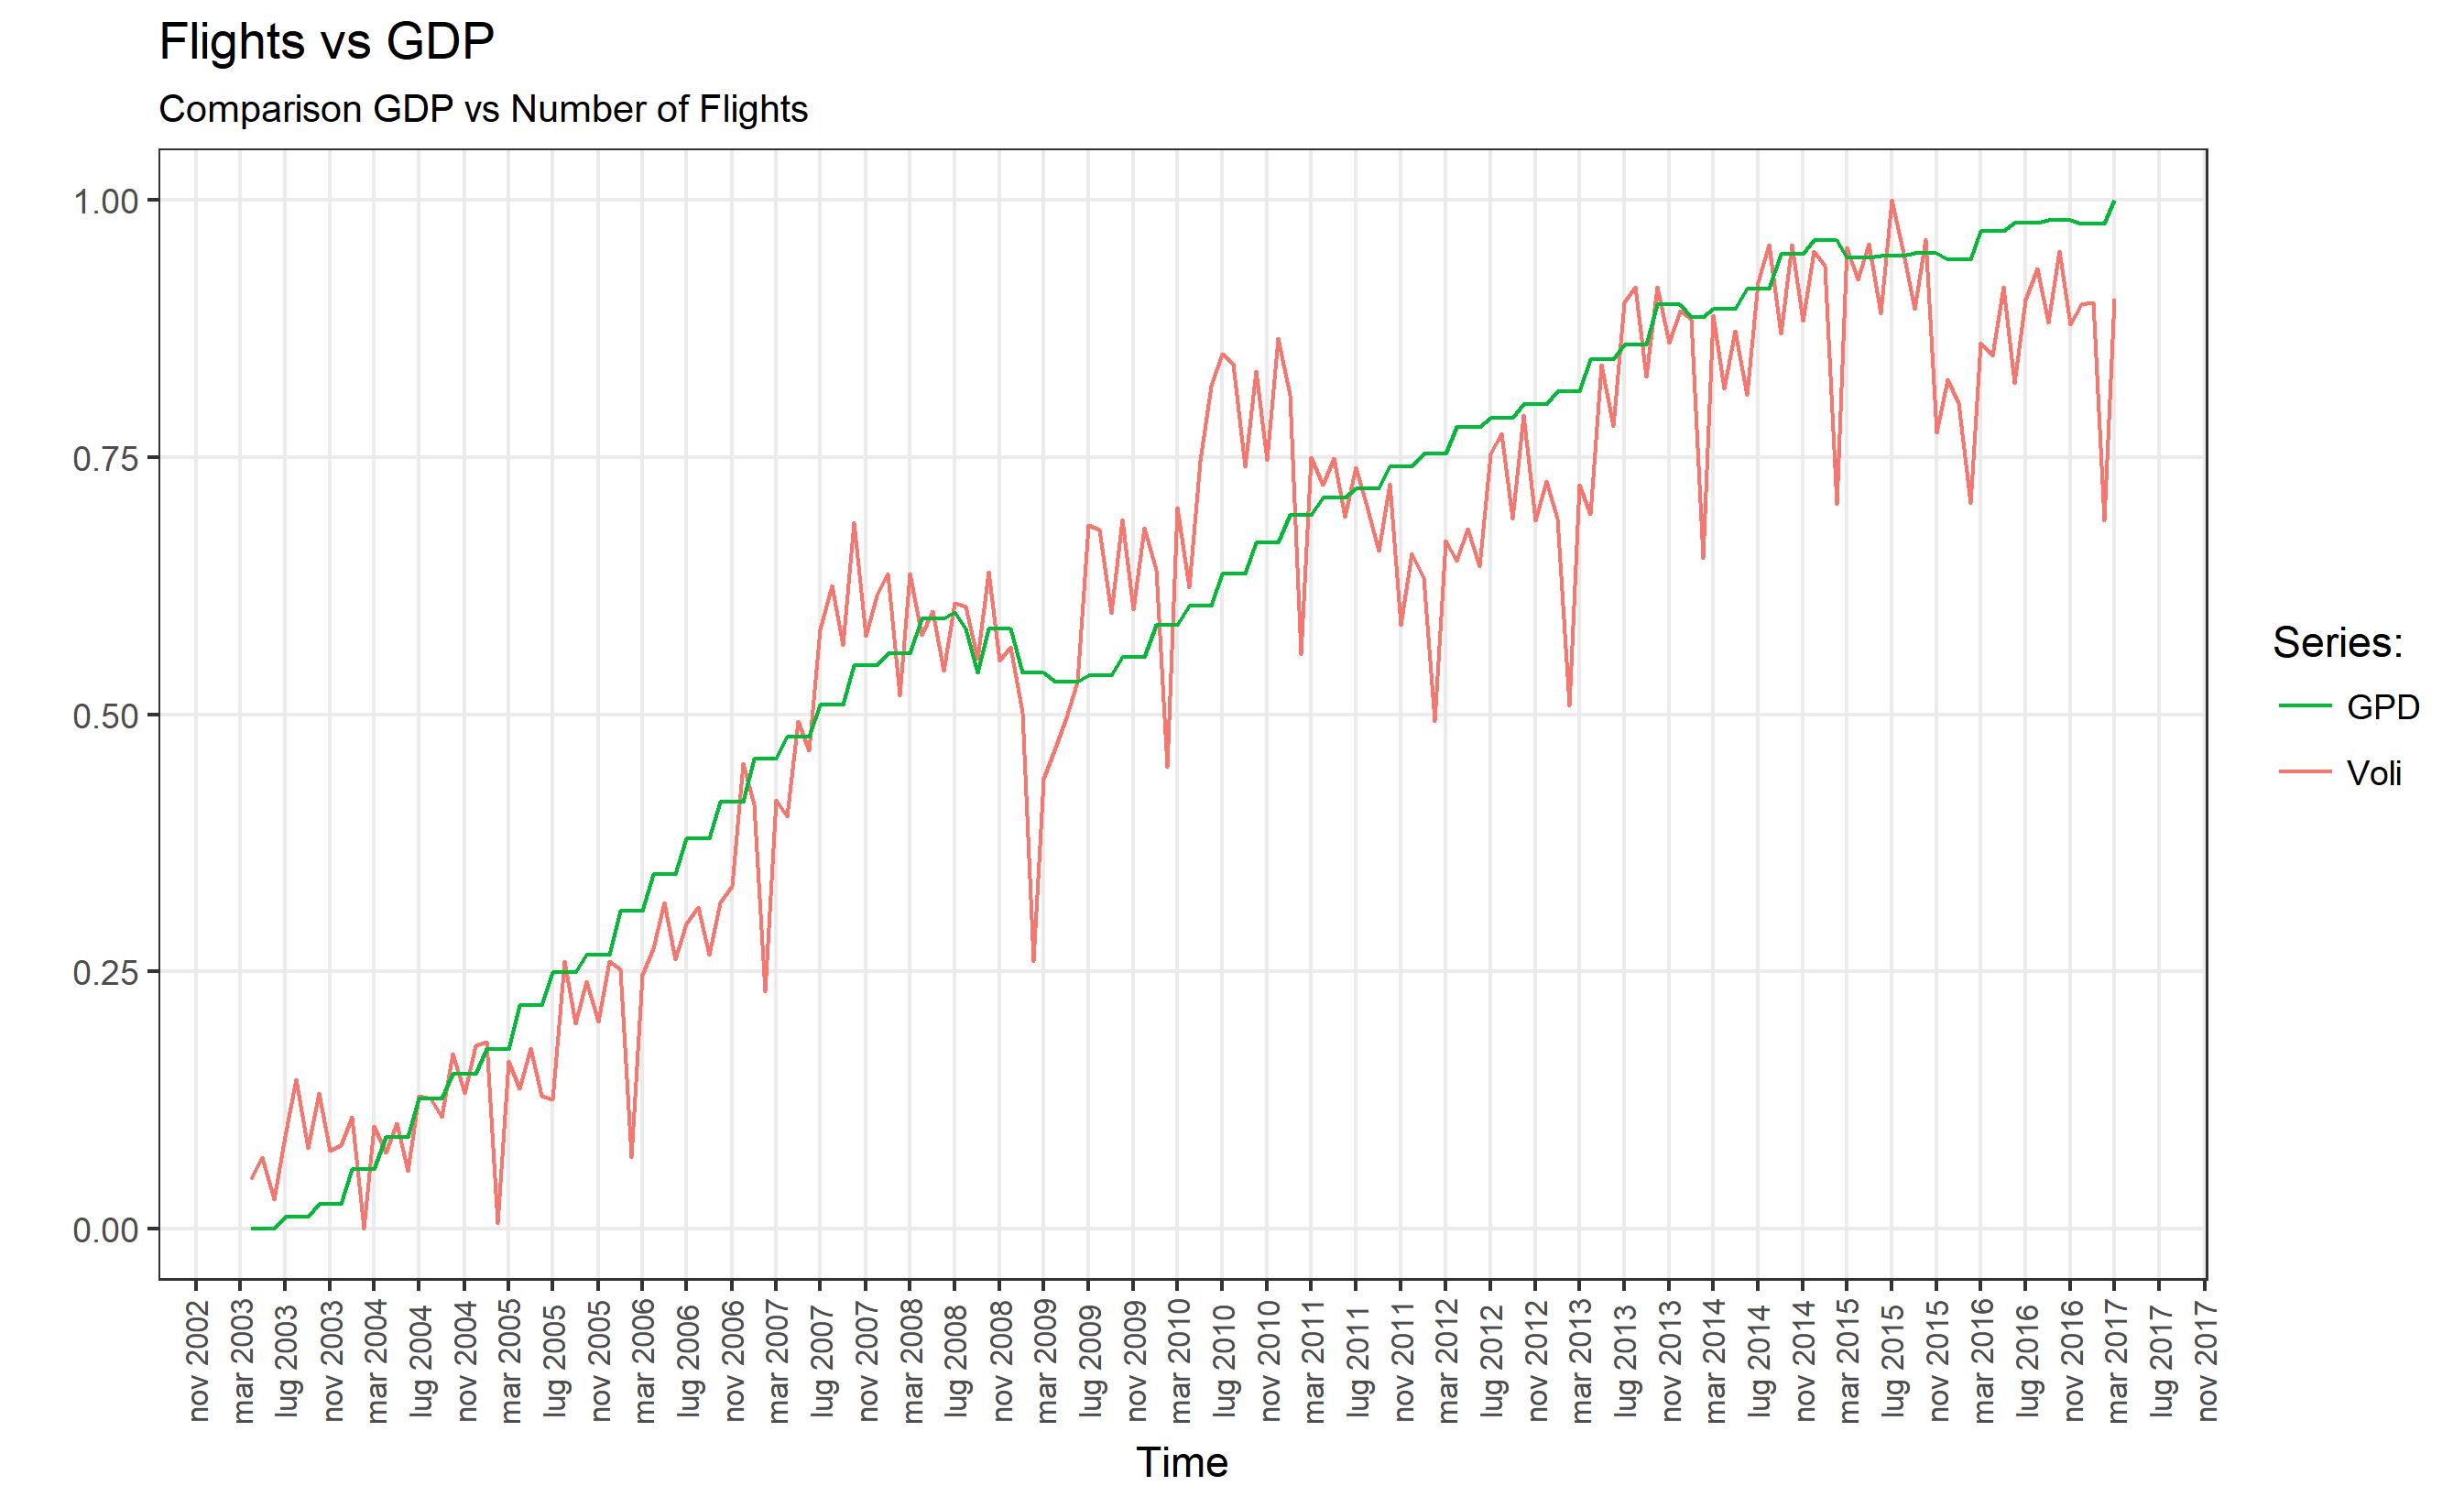 Flights vs GDP
Comparison GDP vs Number of Flights
1.00
0.75
0.50
0.25
0.00
nov 2002
mar 2003
lug 2003
nov 2003
mar 2004
lug 2004
nov 2004
mar 2005
lug 2005
nov 2005
mar 2006
lug 2006
nov 2006
mar 2007
lug 2007
nov 2007
mar 2008
lug 2008
nov 2008
mar 2009
lug 2009
nov 2009
mar 2010
lug 2010
nov 2010
mar 2011
lug 2011
nov 2011
mar 2012
lug 2012
nov 2012
mar 2013
lug 2013
nov 2013
mar 2014
lug 2014
nov 2014
mar 2015
lug 2015
nov 2015
mar 2016
lug 2016
nov 2016
mar 2017
lug 2017
nov 2017
Time
Series:
GPD
Voli